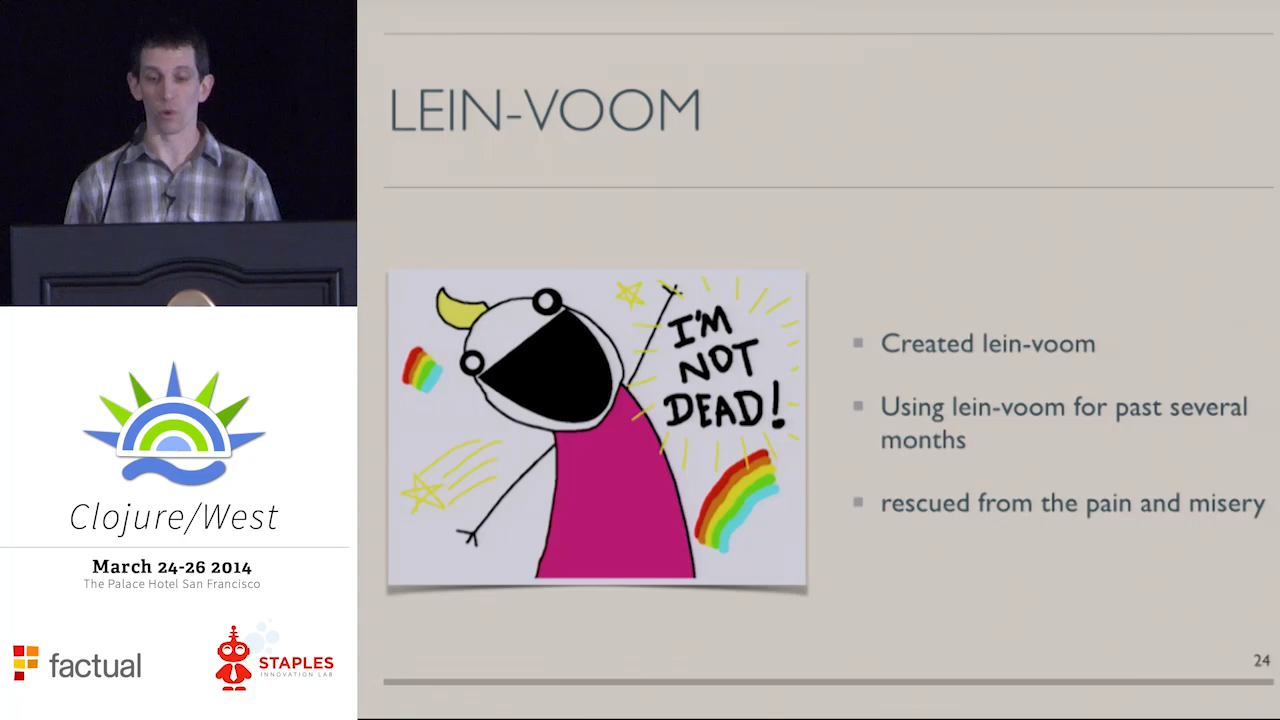 LEIN-VOOM
I'M
NOT
DEAD!
Created lein-voom
Using lein-voom for past several
months
rescued from the pain and misery
24
Clojure/West
March 24-26 2014
The Palace Hotel San Francisco
factual
STAPLES
INNOVATION LAB